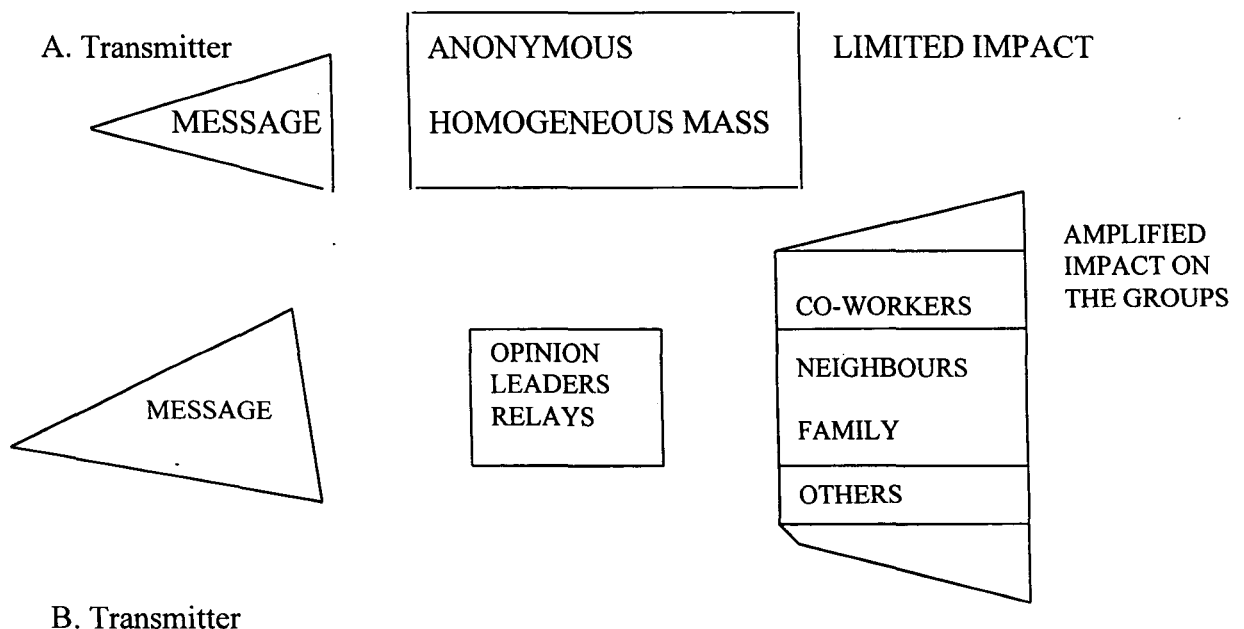 A. Transmitter
MESSAGE
ANONYMOUS
HOMOGENEOUS MASS
LIMITED IMPACT
MESSAGE
OPINION
LEADERS
RELAYS
CO-WORKERS
NEIGHBOURS
FAMILY
OTHERS
AMPLIFIED
IMPACT ON
THE GROUPS
B. Transmitter